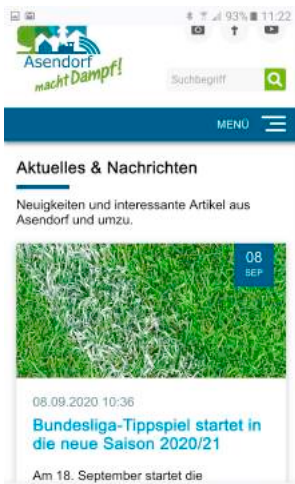 93% 11:22
Asendorf
macht Dampf!
Suchbegriff
MENÜ
Aktuelles & Nachrichten
Neuigkeiten und interessante Artikel aus
Asendorf und umzu.
08
SEP
08.09.2020 10:36
Bundesliga-Tippspiel startet in
die neue Saison 2020/21
Am 18. September startet die